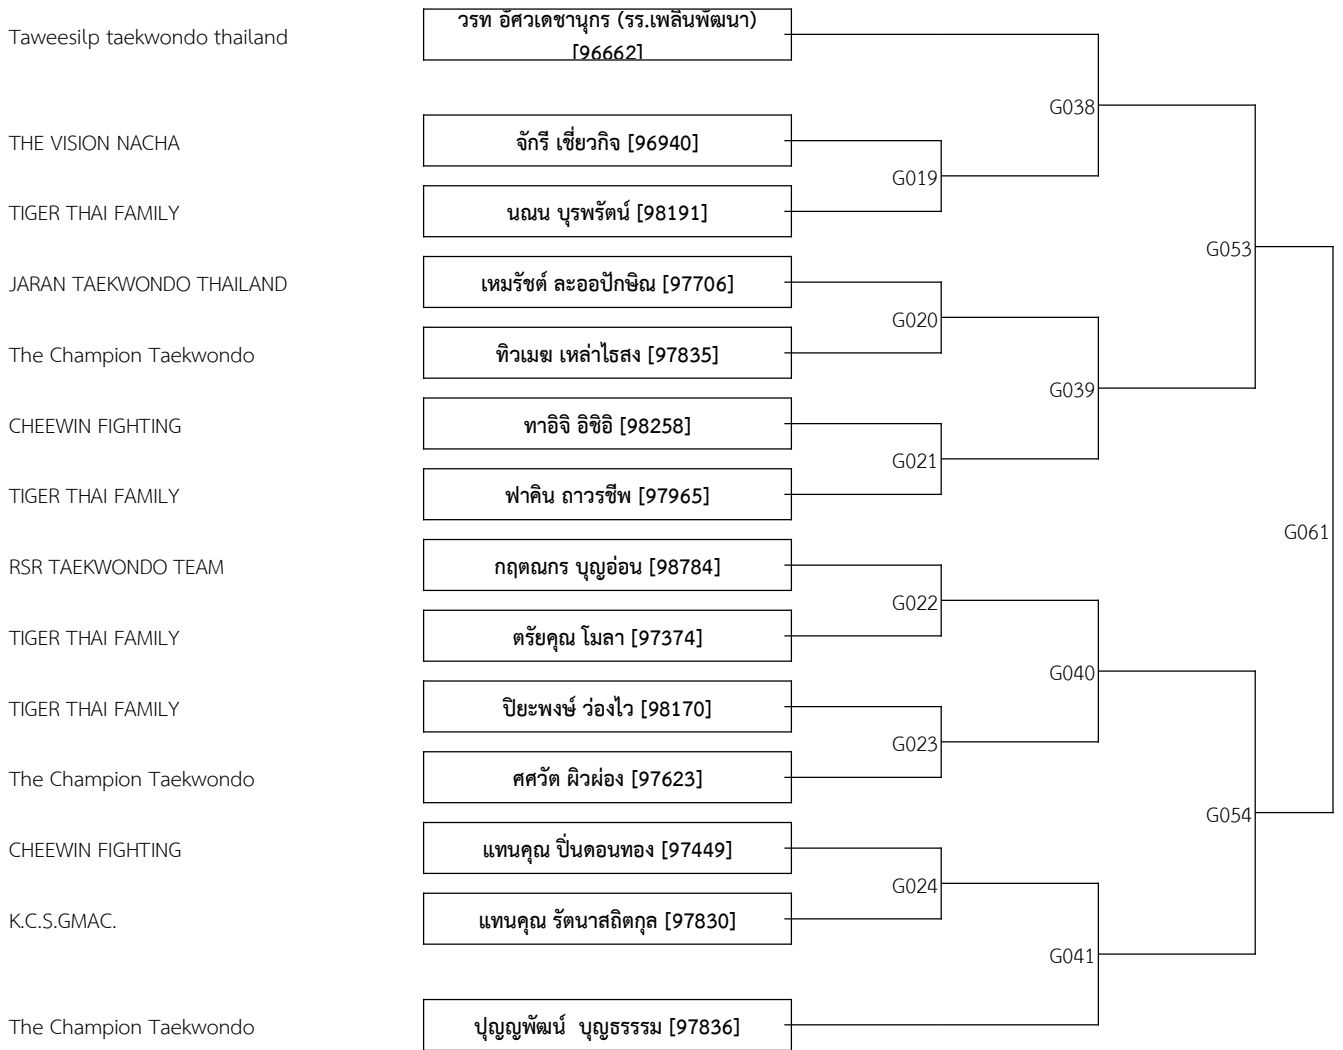 Taweesilp taekwondo thailand
วรท อัศวเดชานุกร (รร.เพลินพัฒนา)
[96662]
G038
THE VISION NACHA
จักรี เชี่ยวกิจ [96940]
G019
TIGER THAI FAMILY
นณน บุรพรัตน์ [98191]
G053
JARAN TAEKWONDO THAILAND
เหมรัชต์ ละออปักษิณ [97706]
G020
The Champion Taekwondo
ทิวเมฆ เหล่าไธสง [97835]
G039
CHEEWIN FIGHTING
ทาอิจิ อิชิอิ [98258]
G021
TIGER THAI FAMILY
ฟาคิน ถาวรชีพ [97965]
G061
RSR TAEKWONDO TEAM
กฤตณกร บุญอ่อน [98784]
G022
TIGER THAI FAMILY
ตรัยคุณ โมลา [97374]
G040
TIGER THAI FAMILY
ปิยะพงษ์ ว่องไว [98170]
G023
The Champion Taekwondo
ศศวัต ผิวผ่อง [97623]
G054
CHEEWIN FIGHTING
แทนคุณ ปิ่นดอนทอง [97449]
G024
K.C.S.GMAC.
แทนคุณ รัตนาสถิตกุล [97830]
G041
The Champion Taekwondo
ปุญญพัฒน์  บุญธรรรม [97836]